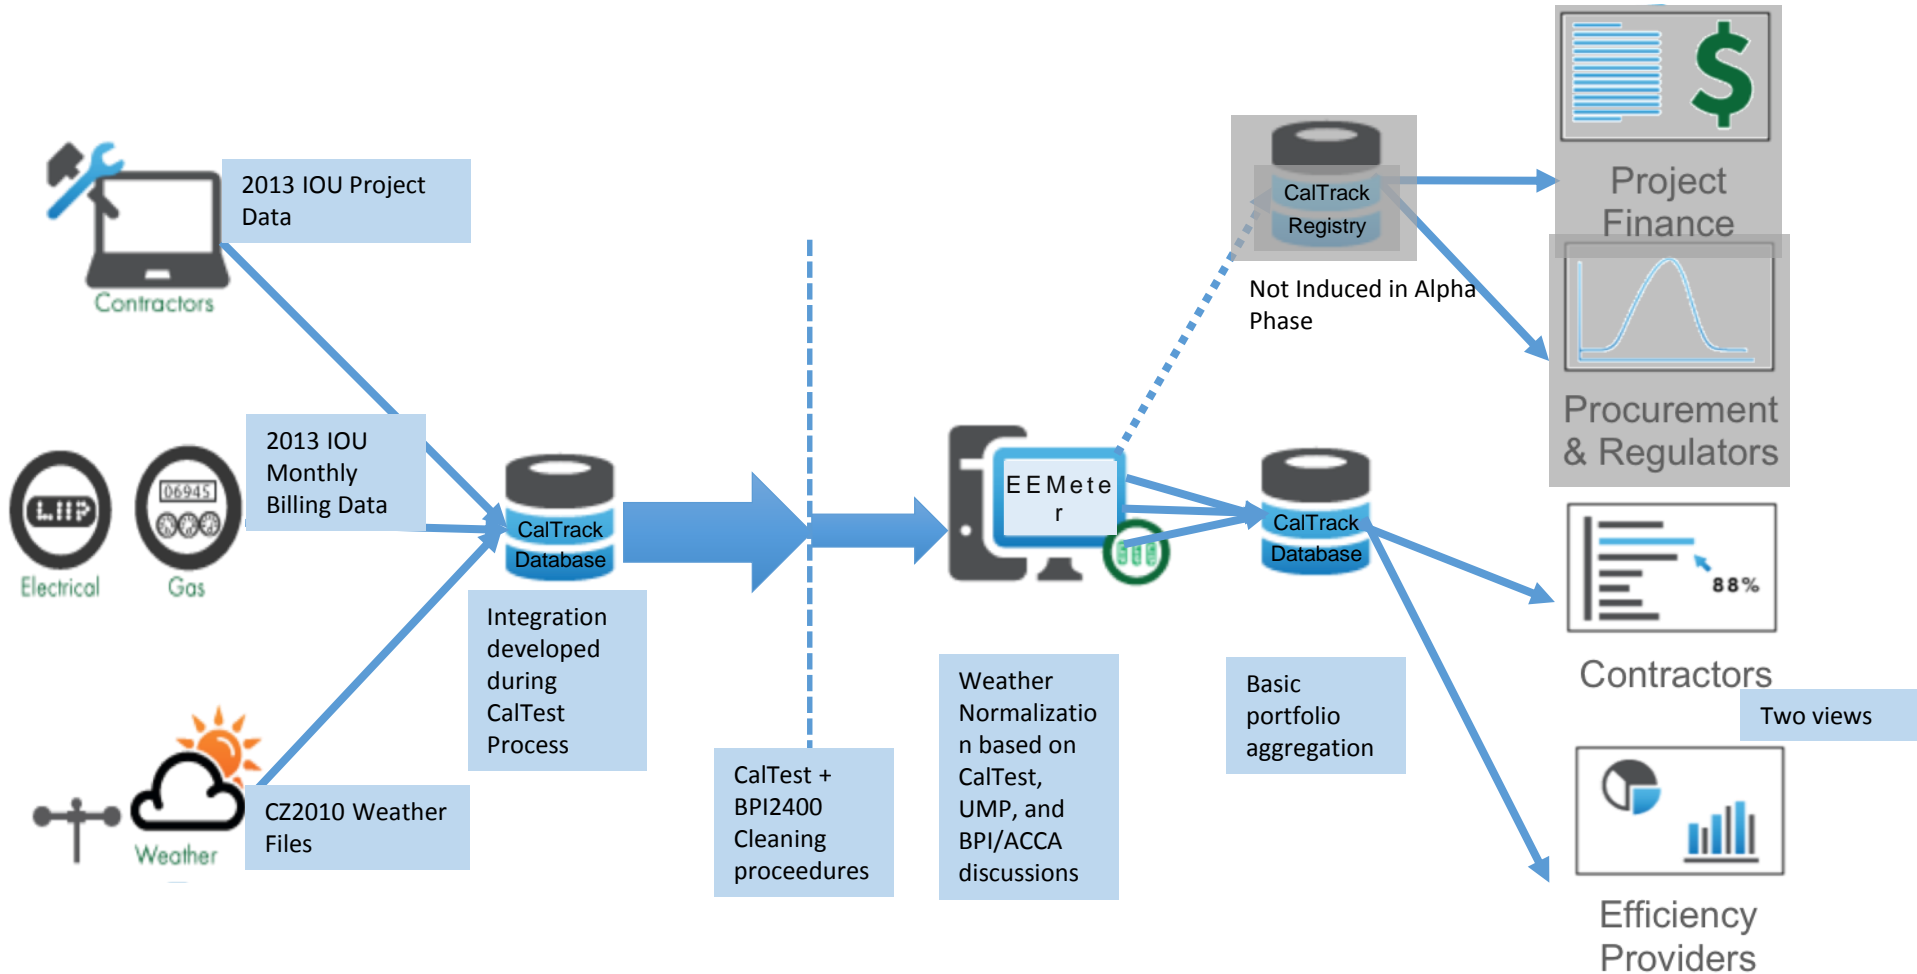 2013 IOU Project
Data
Contractors
2013 IOU
Monthly
Billing Data
06945
Electrical
Gas
CZ2010 Weather
Files
Weather
CalTrack
Database
Integration
developed
during
CalTest
Process
CalTest +
BPI2400
Cleaning
proceedures
EEMete
r
Weather
Normalizatio
n based on
CalTest,
UMP, and
BPI/ACCA
discussions
CalTrack
Registry
Not Induced in Alpha
Phase
CalTrack
Database
Basic
portfolio
aggregation
$
Project
Finance
Procurement
& Regulators
88%
Contractors
Two views
Efficiency
Providers